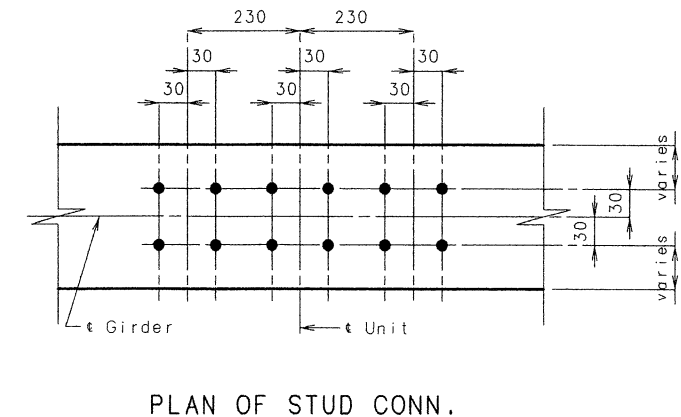 230 230
30 30 30
30 30 30
varies
30
30
varies
℄ Girder
℄ Unit
PLAN OF STUD CONN.